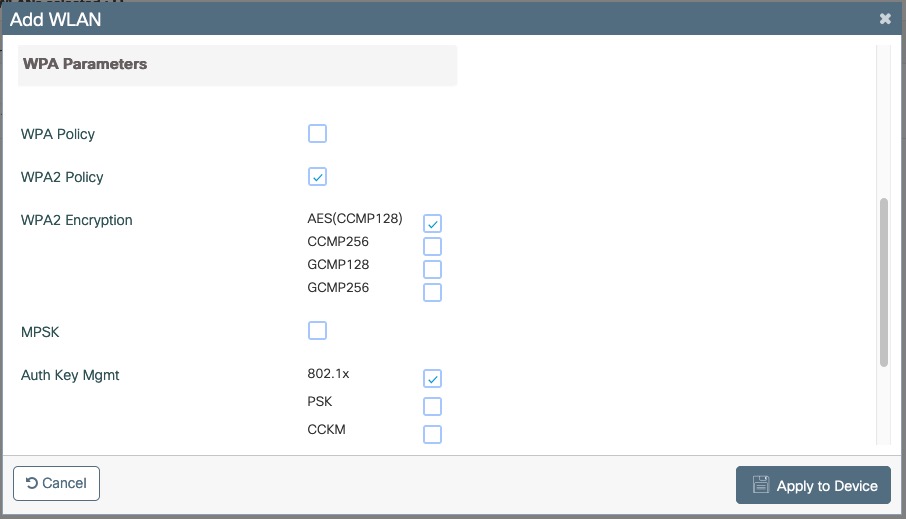 Add WLAN
WPA Parameters
WPA Policy
WPA2 Policy
WPA2 Encryption
AES(CCMP128)
CCMP256
GCMP128
GCMP256
MPSK
Auth Key Mgmt
802.1x
PSK
CCKM
Cancel
Apply to Device